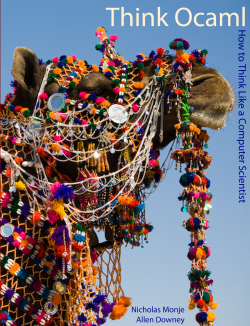 Think Ocaml
How to Think Like a Computer Scientist
Nicholas Monje
Allen Downey